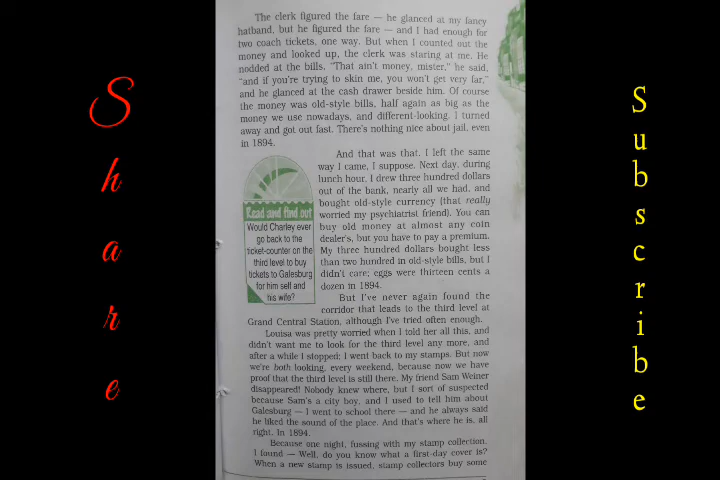 The clerk figured the fare — he glanced at my fancy
hatband, but he figured the fare — and I had enough for
two coach tickets, one way. But when I counted out the
money and looked up, the clerk was staring at me. He
nodded at the bills. "That ain't money, mister," he said,
"and if you're trying to skin me, you won't get very far,"
and he glanced at the cash drawer beside him. Of course
the money was old-style bills, half again as big as the
money we use nowadays, and different-looking. I turned
away and got out fast. There's nothing nice about jail, even
in 1894.
And that was that. I left the same
way I came, I suppose. Next day, during
lunch hour, I drew three hundred dollars
out of the bank, nearly all we had, and
bought old-style currency (that really
worried my psychiatrist friend). You can
buy old money at almost any coin
dealer's, but you have to pay a premium.
My three hundred dollars bought less
than two hundred in old-style bills, but I
didn't care; eggs were thirteen cents a
dozen in 1894.
But I've never again found the
corridor that leads to the third level at
Grand Central Station, although I've tried often enough.
Louisa was pretty worried when I told her all this, and
didn't want me to look for the third level any more, and
after a while I stopped; I went back to my stamps. But now
we're both looking, every weekend, because now we have
proof that the third level is still there. My friend Sam Weiner
disappeared! Nobody knew where, but I sort of suspected
because Sam's a city boy, and I used to tell him about
Galesburg — I went to school there — and he always said
he liked the sound of the place. And that's where he is, all
right. In 1894.
Because one night, fussing with my stamp collection,
I found — Well, do you know what a first-day cover is?
When a new stamp is issued, stamp collectors buy some
Read and find out
Would Charley ever
go back to the
ticket-counter on the
third level to buy
tickets to Galesburg
for him self and
his wife?
Share
Subscribe